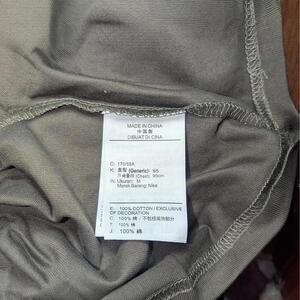 MADE IN CHINA
中国製
DIBUAT DI CINA
C: 170/88A
K: 호칭 (Generic): 95
가슴둘레 (Chest): 95cm
IN: Ukuran: M
Merek Barang: Nike
E: 100% COTTON / EXCLUSIVE
OF DECORATION
C: 100% 棉 / 不包括装饰部分
T: 100% 棉
J: 100% 綿